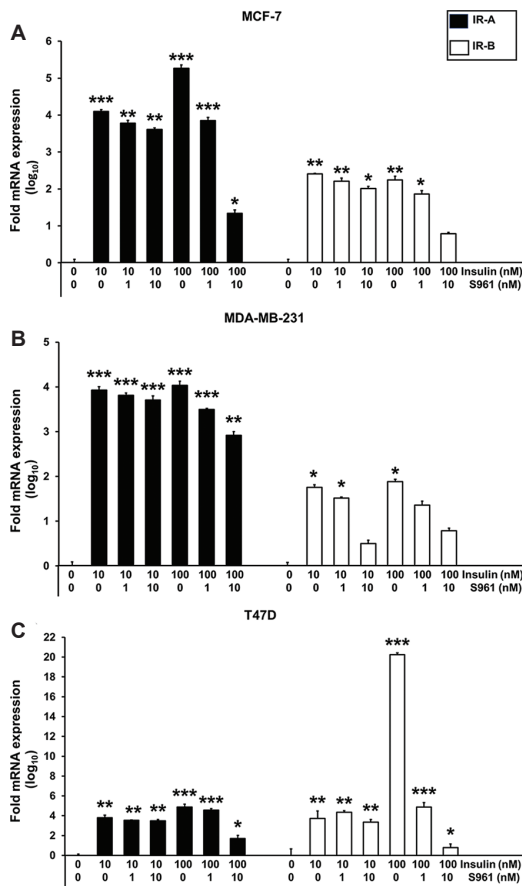 MCF-7
A
IR-A
IR-B
Fold mRNA expression
(log10)
6
5
4
3
2
1
0
*** ** ** *** *** * ** ** * ** *
0 10 10 10 100 100 100 0 10 10 10 100 100 100 Insulin (nM)
0 0 1 10 0 1 10 0 0 1 10 0 1 10 S961 (nM)
MDA-MB-231
B
Fold mRNA expression
(log10)
5
4
3
2
1
0
*** *** *** *** *** ** * * *
0 10 10 10 100 100 100 0 10 10 10 100 100 100 Insulin (nM)
0 0 1 10 0 1 10 0 0 1 10 0 1 10 S961 (nM)
T47D
C
Fold mRNA expression
(log10)
22
20
18
16
14
12
10
8
6
4
2
0
** ** ** *** *** * ** ** ** *** *** *
0 10 10 10 100 100 100 0 10 10 10 100 100 100 Insulin (nM)
0 0 1 10 0 1 10 0 0 1 10 0 1 10 S961 (nM)